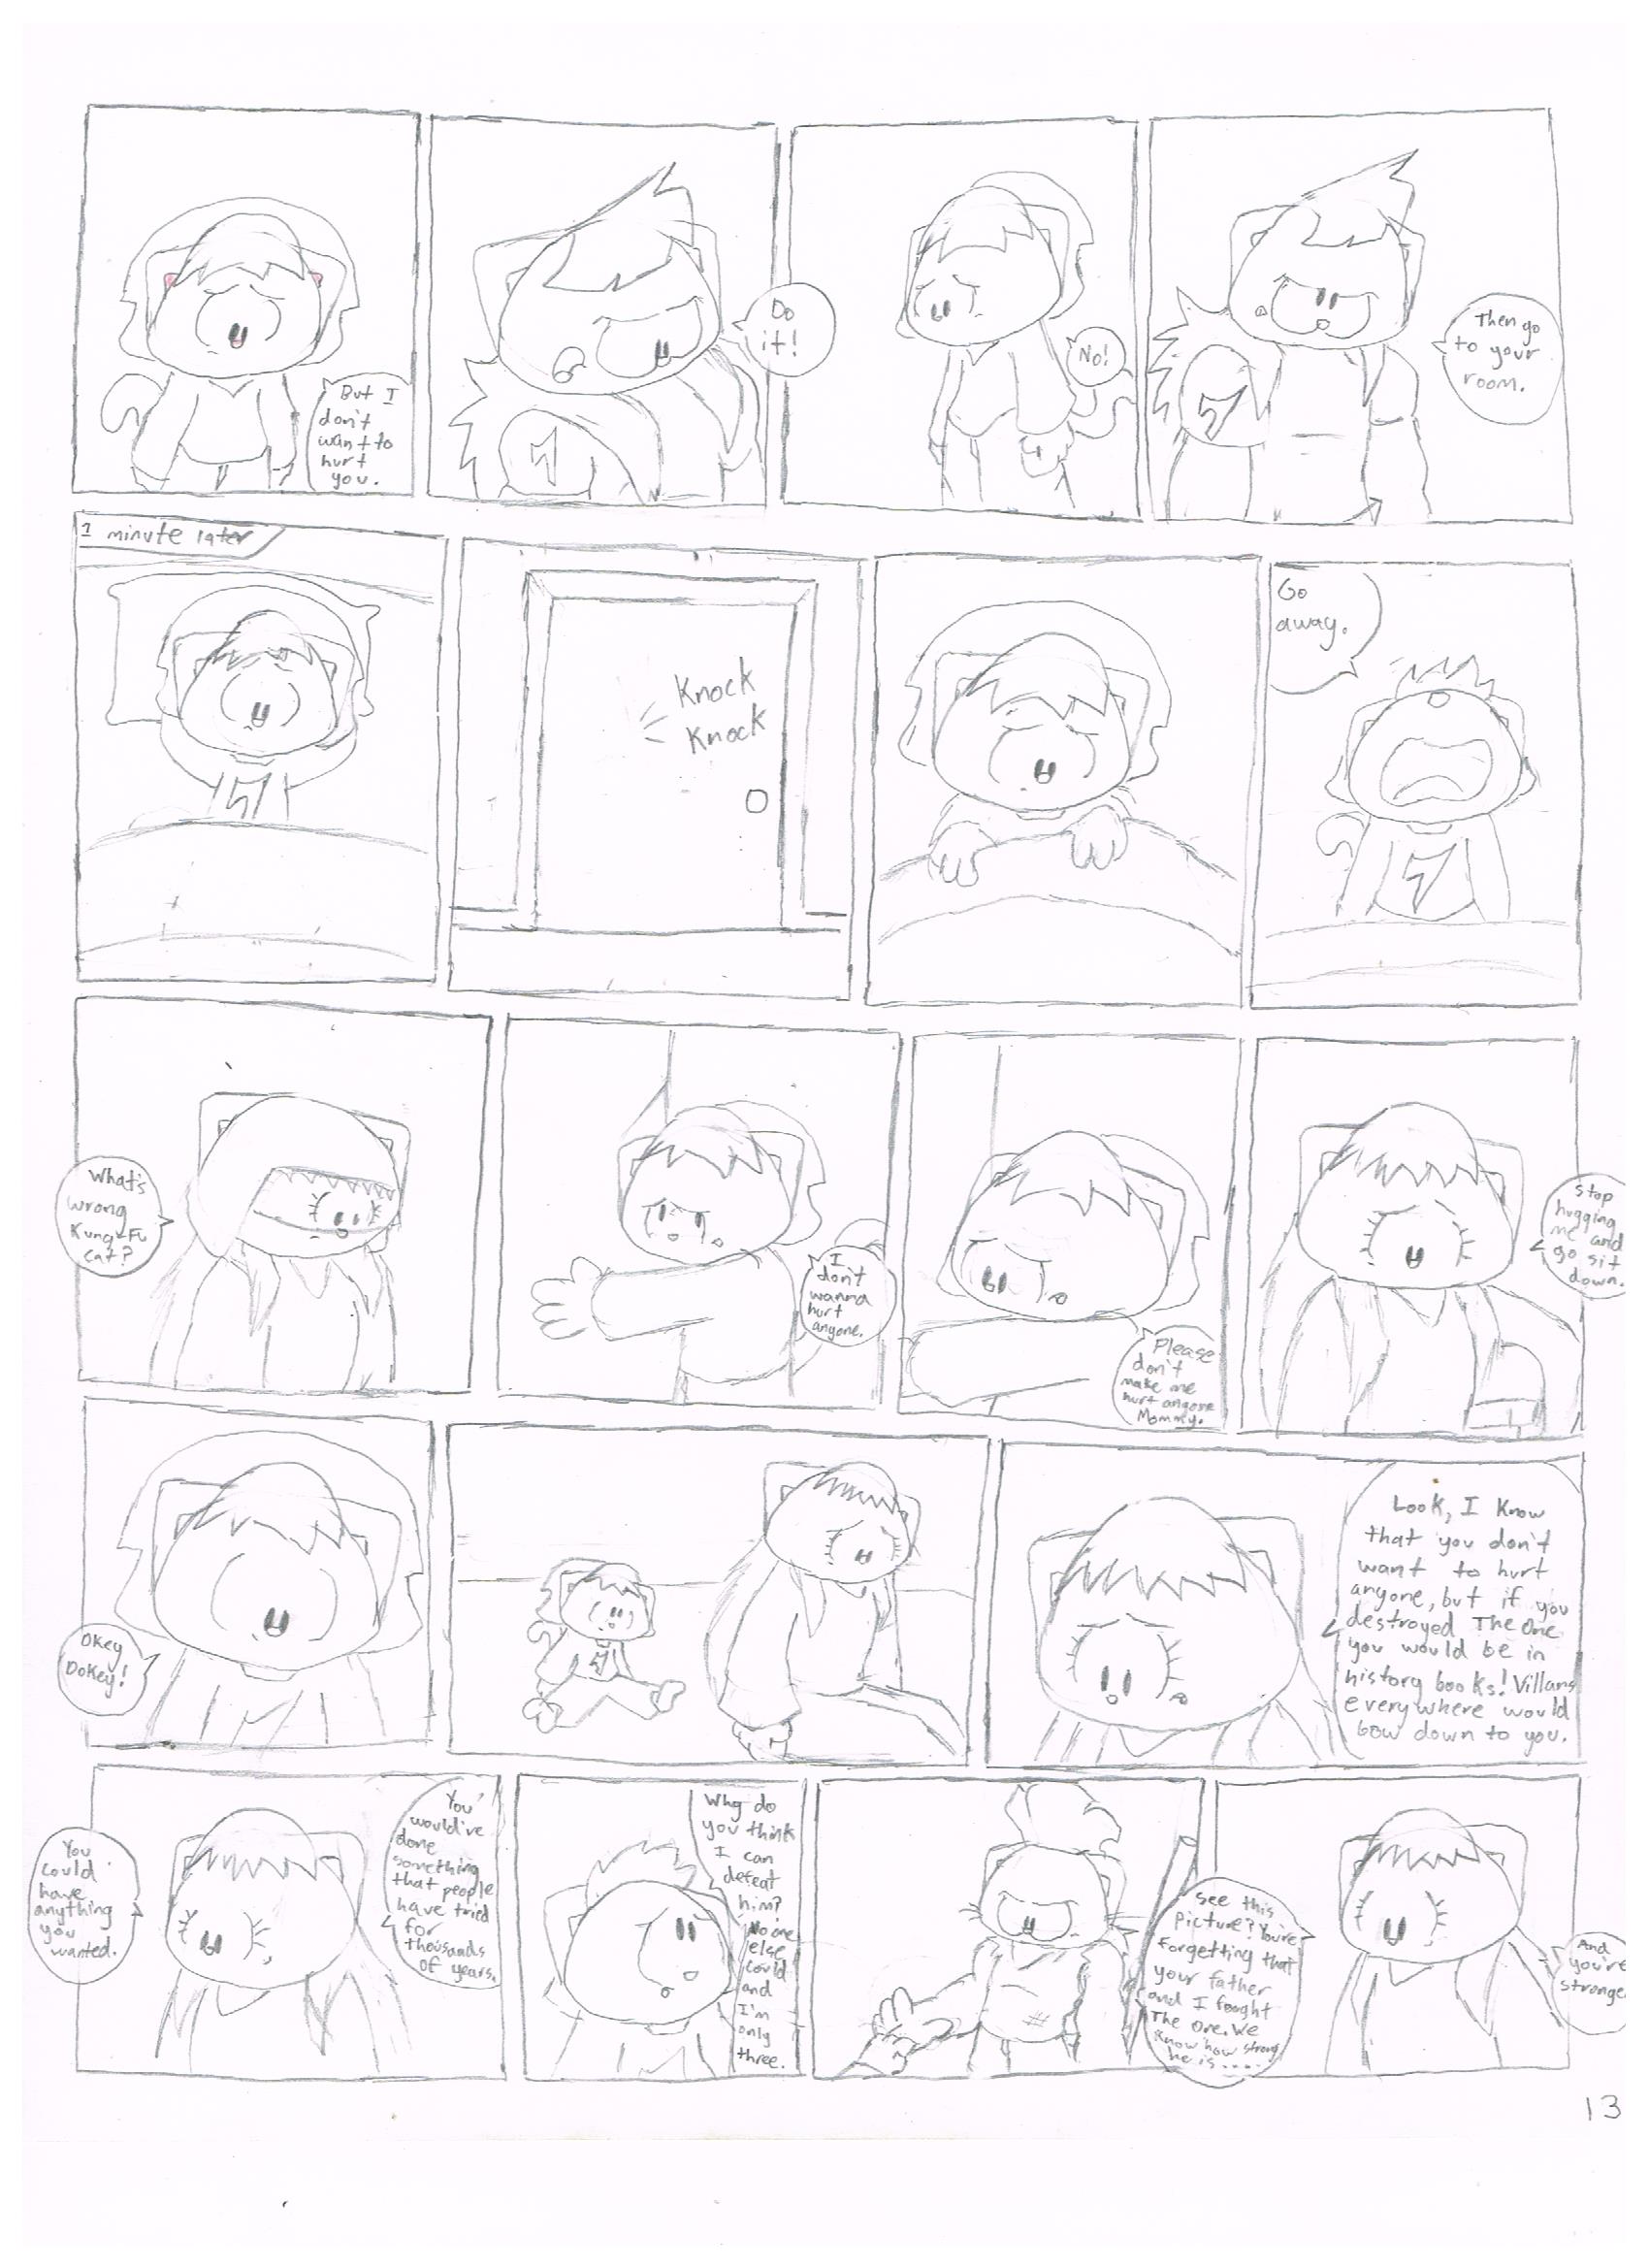 But I
don't
want to
hurt
you.
Do
it!
No!
Then go
to your
room.
1 minute later
Knock
Knock
Go
away.
What's
wrong
Kung-Fu
Cat?
I
don't
wanna
hurt
anyone.
Please
don't
make me
hurt anyone
Mommy.
Stop
hugging
me and
go sit
down.
Okey
Dokey!
Look, I Know
that you don't
want to hurt
anyone, but if you
destroyed The One
you would be in
history books! Villans
everywhere would
bow down to you.
You
could
have
anything
you
wanted.
You
would've
done
something
that people
have tried
for
thousands
of years.
Why do
you think
I can
defeat
him?
No one
else
could
and
I'm
only
three.
See this
Picture? You're
forgetting that
your father
and I fought
The One. We
Know how strong
he is....
And
you're
stronge
13